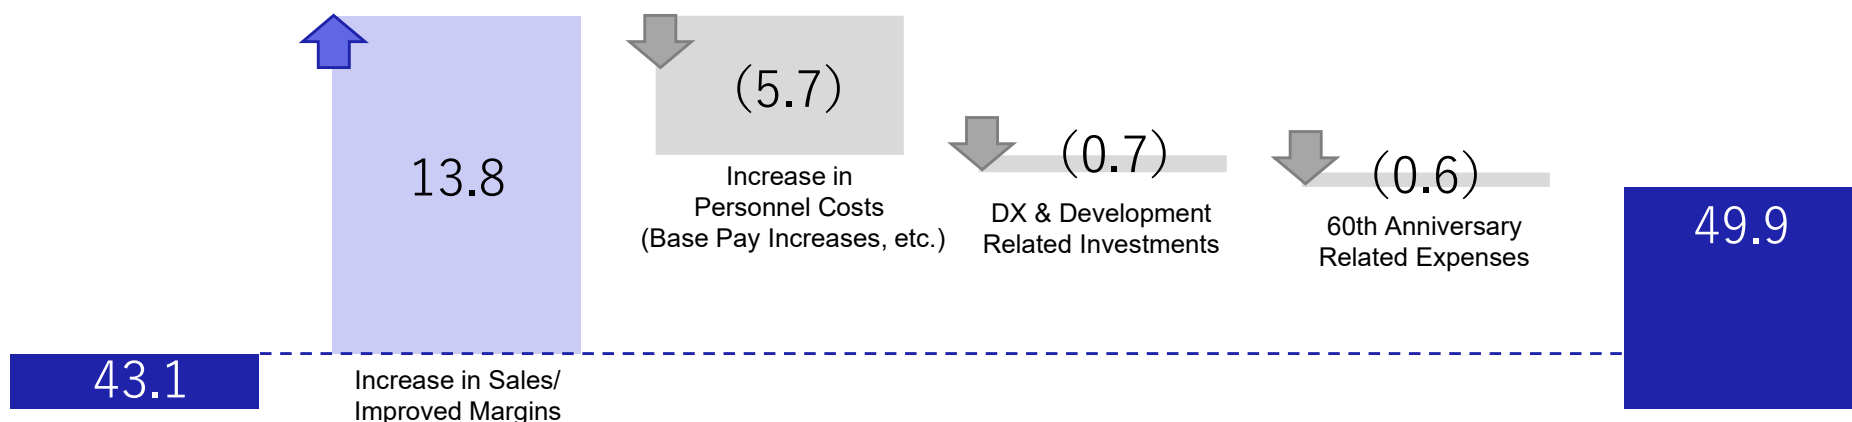 43.1
13.8
Increase in Sales/
Improved Margins
(5.7)
Increase in
Personnel Costs
(Base Pay Increases, etc.)
(0.7)
DX & Development
Related Investments
(0.6)
60th Anniversary
Related Expenses
49.9